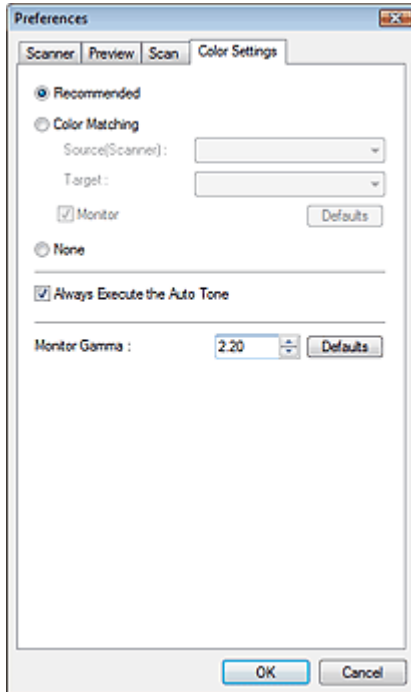 Preferences
Scanner Preview Scan Color Settings
Recommended
Color Matching
Source(Scanner) :
Target :
Monitor Defaults
None
Always Execute the Auto Tone
Monitor Gamma : 2.20 Defaults
OK Cancel